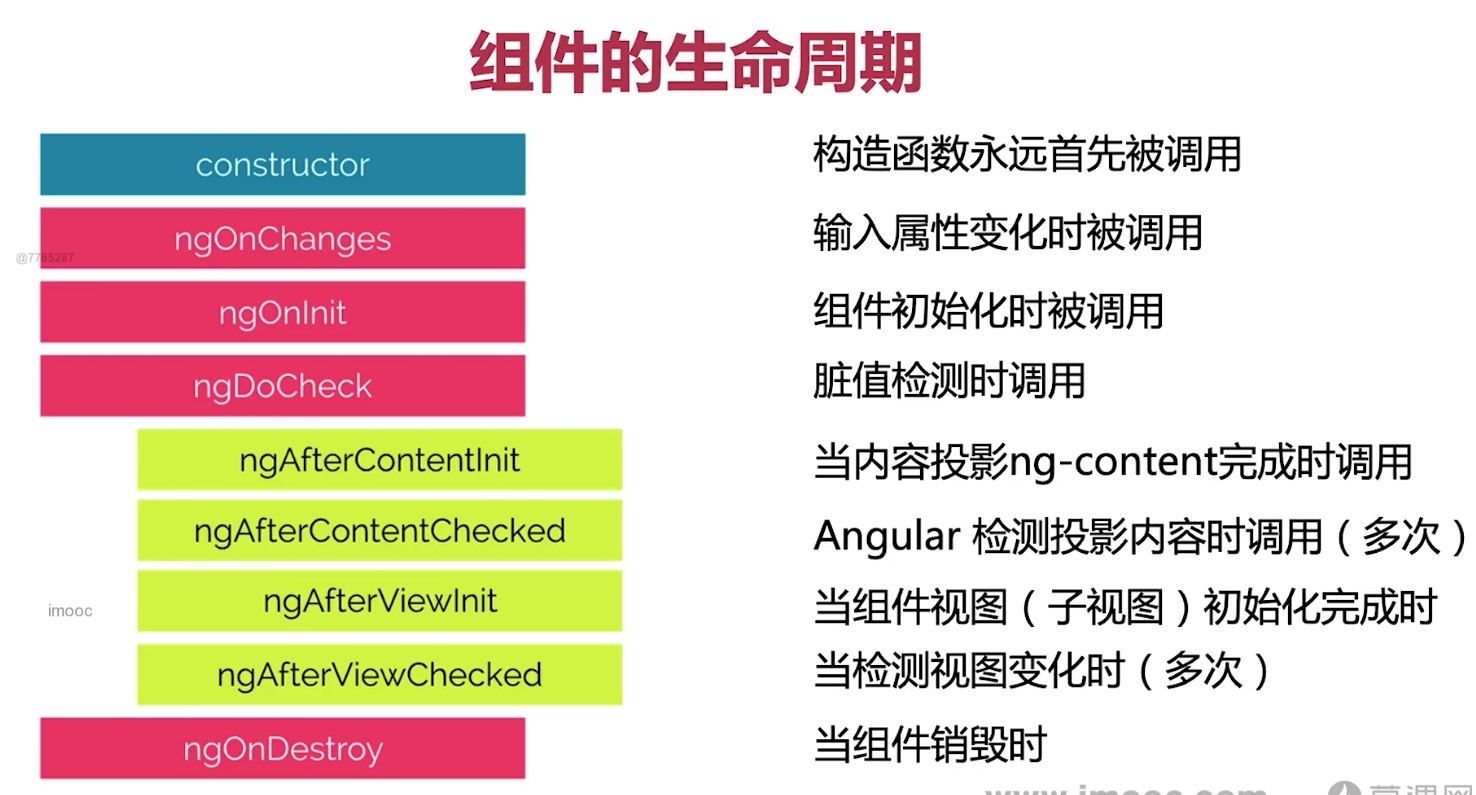 组件的生命周期
constructor
构造函数永远首先被调用
ngOnChanges
输入属性变化时被调用
@7765287
ngOnInit
组件初始化时被调用
ngDoCheck
脏值检测时调用
ngAfterContentInit
当内容投影ng-content完成时调用
ngAfterContentChecked
Angular 检测投影内容时调用（多次）
imooc
ngAfterViewInit
当组件视图（子视图）初始化完成时
ngAfterViewChecked
当检测视图变化时（多次）
ngOnDestroy
当组件销毁时
www.imooc.com
慕课网